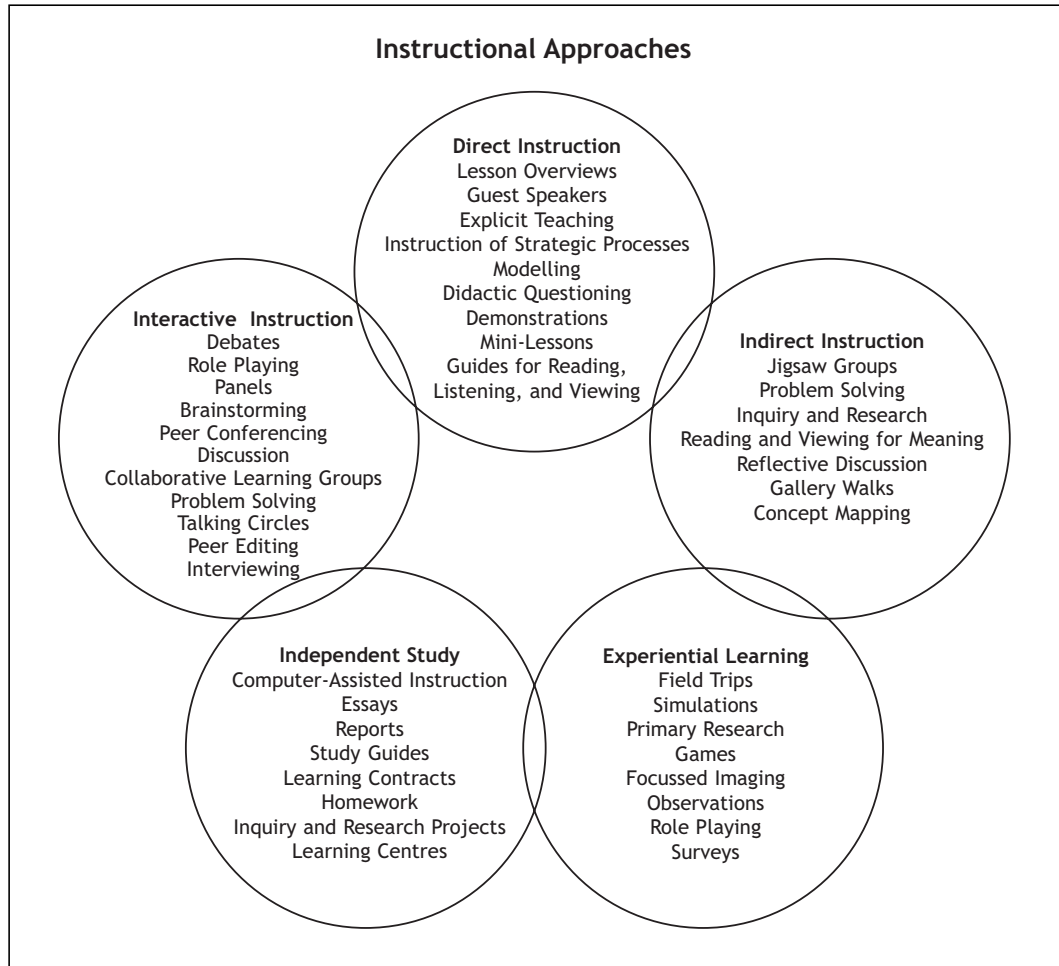 Instructional Approaches
Direct Instruction
Lesson Overviews
Guest Speakers
Explicit Teaching
Instruction of Strategic Processes
Modelling
Didactic Questioning
Demonstrations
Mini-Lessons
Guides for Reading,
Listening, and Viewing
Interactive  Instruction
Debates
Role Playing
Panels
Brainstorming
Peer Conferencing
Discussion
Collaborative Learning Groups
Problem Solving
Talking Circles
Peer Editing
Interviewing
Indirect Instruction
Jigsaw Groups
Problem Solving
Inquiry and Research
Reading and Viewing for Meaning
Reflective Discussion
Gallery Walks
Concept Mapping
Independent Study
Computer-Assisted Instruction
Essays
Reports
Study Guides
Learning Contracts
Homework
Inquiry and Research Projects
Learning Centres
Experiential Learning
Field Trips
Simulations
Primary Research
Games
Focussed Imaging
Observations
Role Playing
Surveys